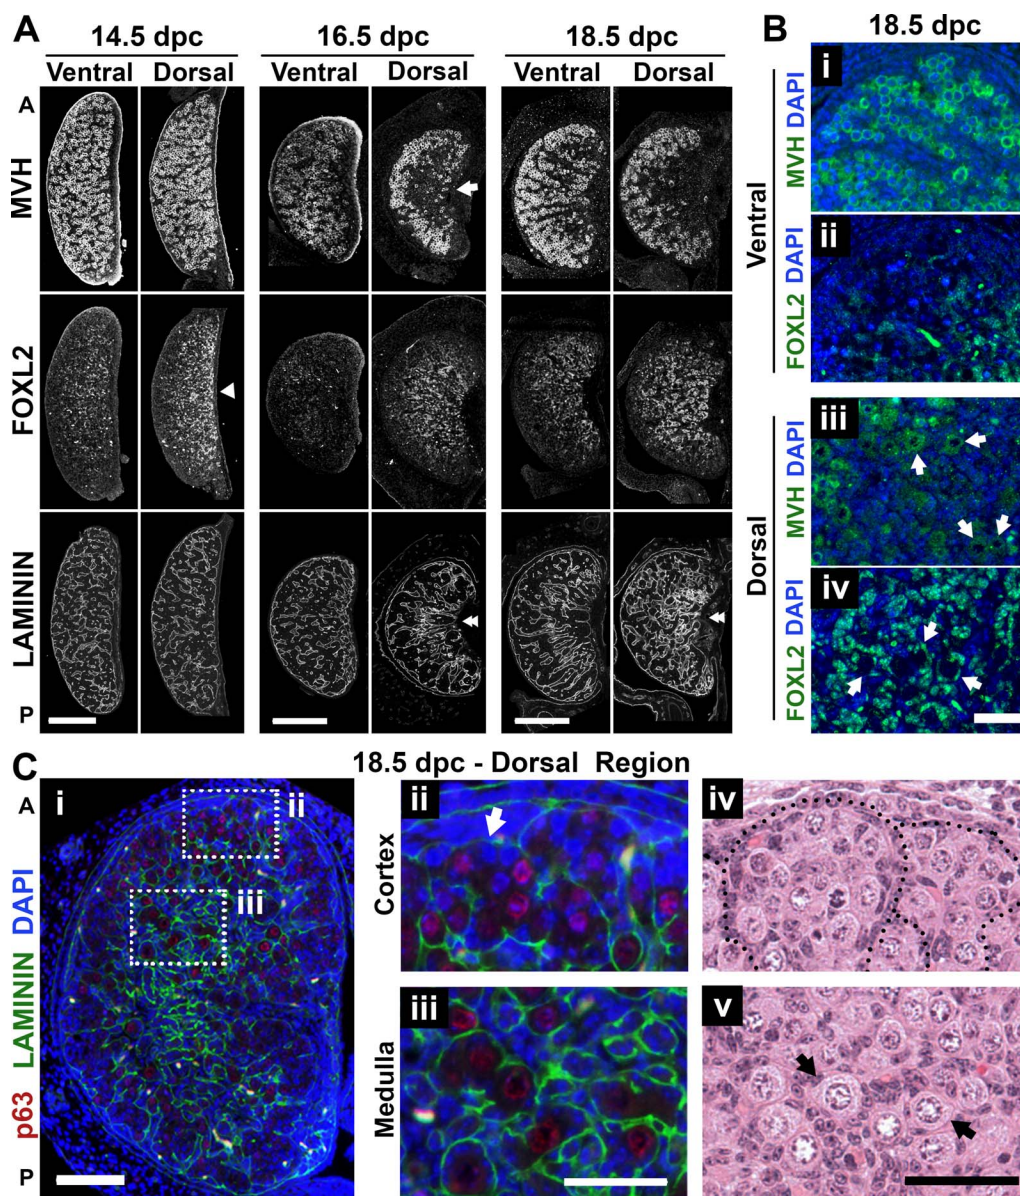 A
14.5 dpc 16.5 dpc 18.5 dpc
Ventral Dorsal Ventral Dorsal Ventral Dorsal
A
MVH
FOXL2
LAMININ
P
B 18.5 dpc
Ventral
MVH DAPI
i
FOXL2 DAPI
ii
Dorsal
MVH DAPI
iii
FOXL2 DAPI
iv
C 18.5 dpc - Dorsal Region
p63 LAMININ DAPI
A
i
ii
iii
P
Cortex
ii
iv
Medulla
iii
v